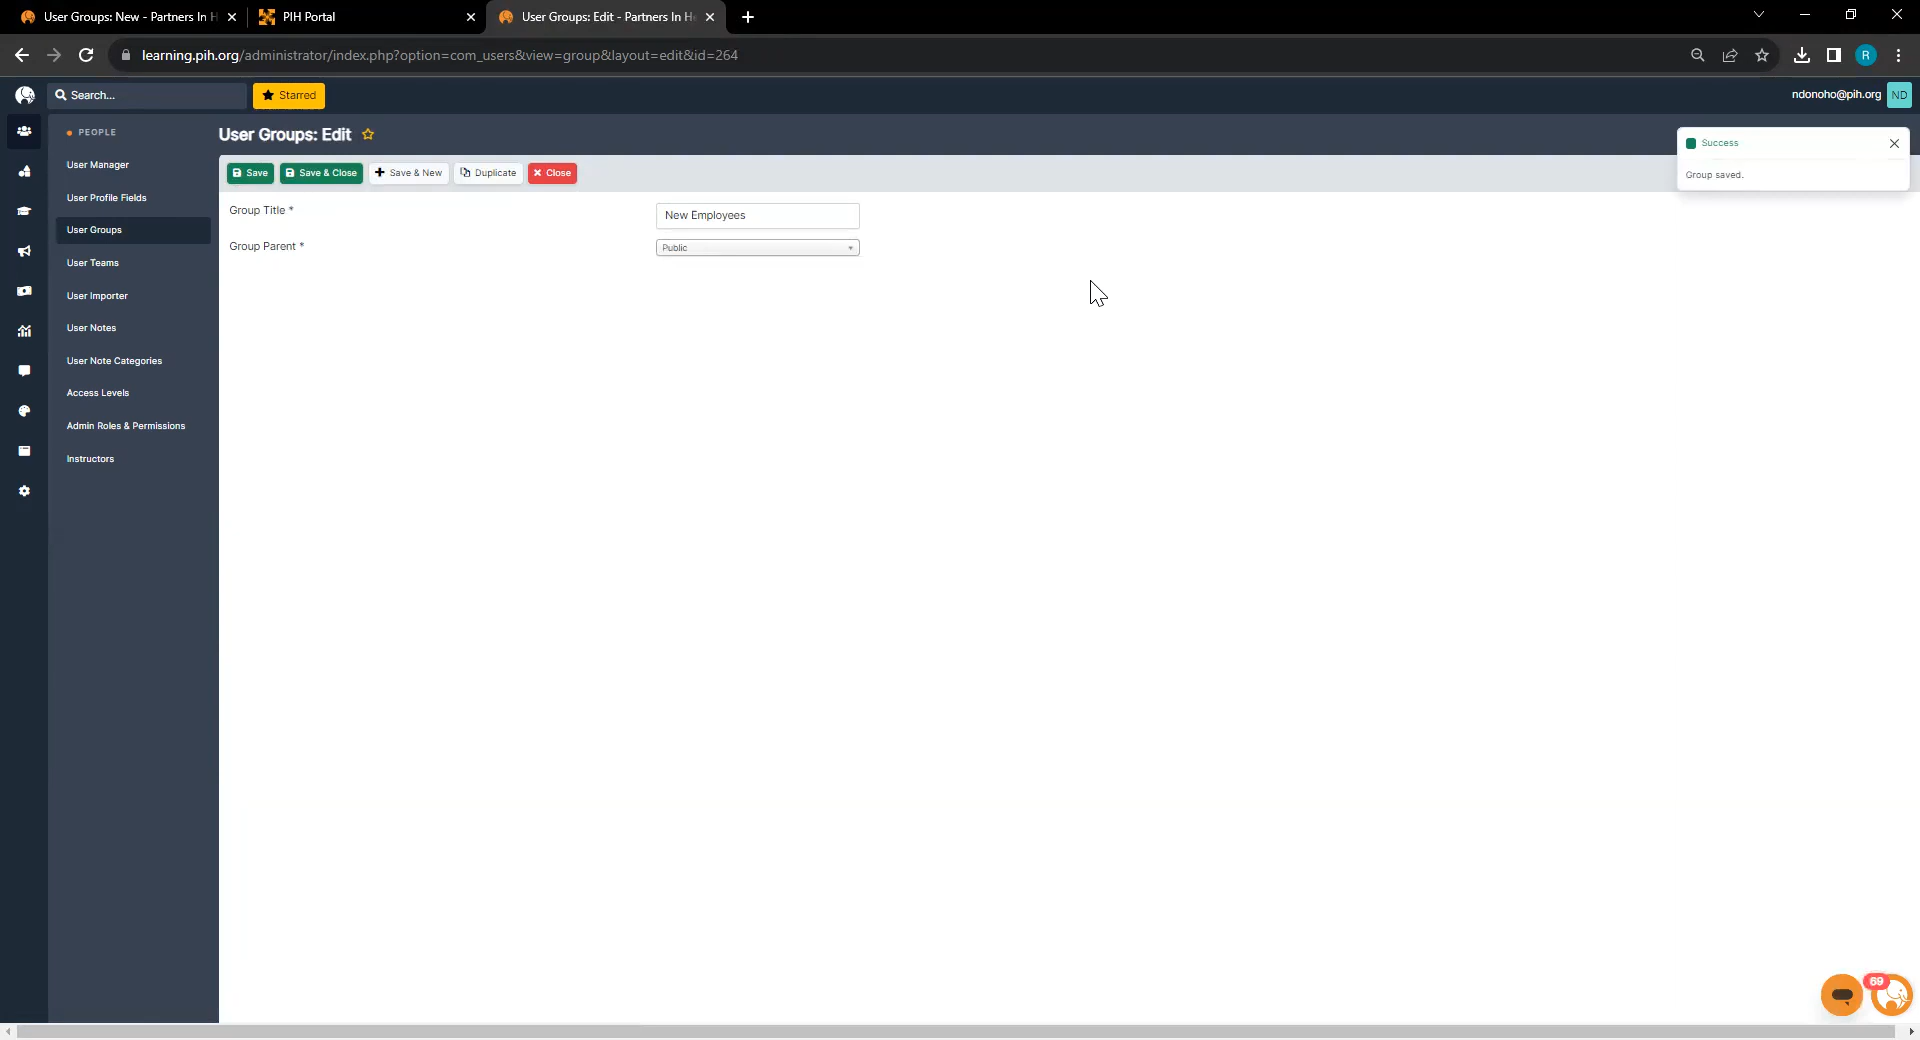 User Groups: New - Partners In H
PIH Portal
User Groups: Edit - Partners In H
learning.pih.org/administrator/index.php?option=com_users&view=group&layout=edit&id=264
R
Search...
Starred
ndonoho@pih.org
ND
PEOPLE
User Manager
User Profile Fields
User Groups
User Teams
User Importer
User Notes
User Note Categories
Access Levels
Admin Roles & Permissions
Instructors
User Groups: Edit
Save
Save & Close
Save & New
Duplicate
Close
Group Title *
New Employees
Group Parent *
Public
Success
Group saved.
69